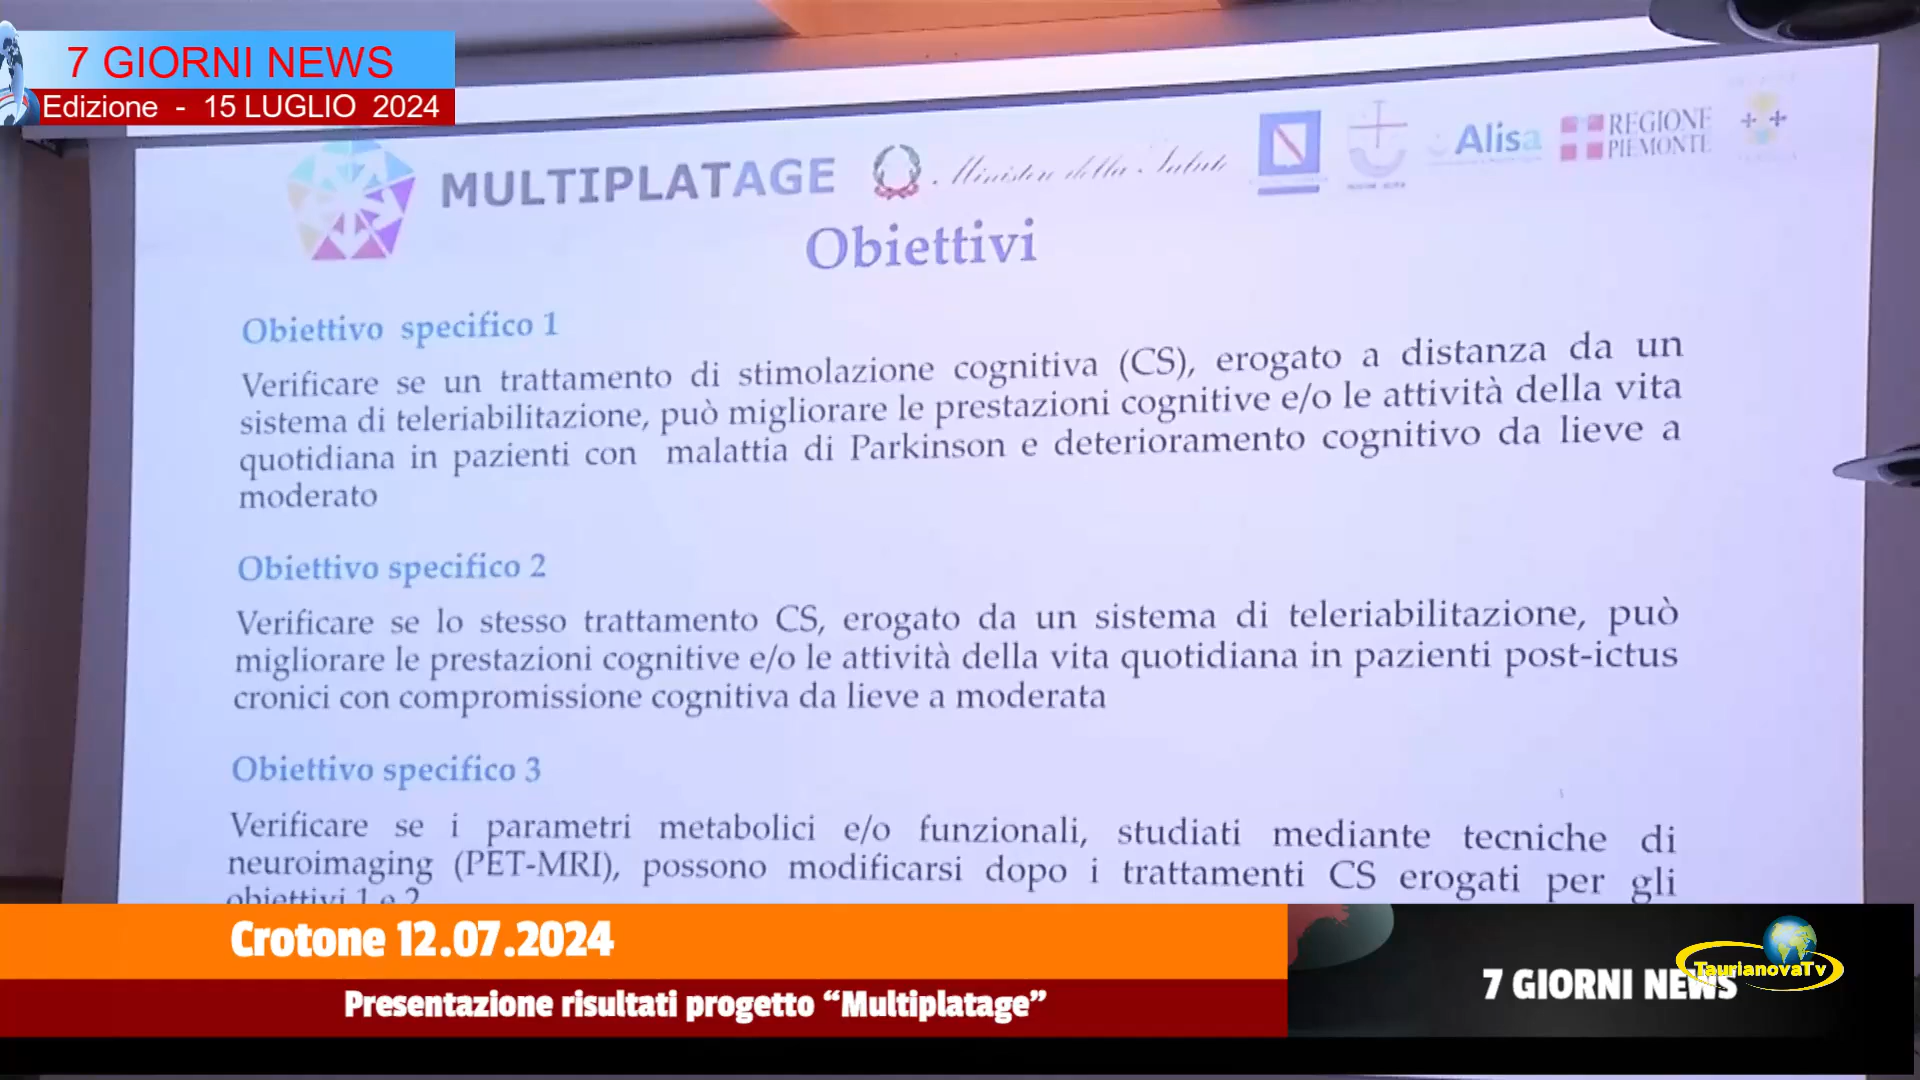 7 GIORNI NEWS
Edizione - 15 LUGLIO 2024
MULTIPLATAGE
Ministero della Salute
Alisa
REGIONE
PIEMONTE
Obiettivi
Obiettivo specifico 1
Verificare se un trattamento di stimolazione cognitiva (CS), erogato a distanza da un
sistema di teleriabilitazione, può migliorare le prestazioni cognitive e/o le attività della vita
quotidiana in pazienti con malattia di Parkinson e deterioramento cognitivo da lieve a
moderato
Obiettivo specifico 2
Verificare se lo stesso trattamento CS, erogato da un sistema di teleriabilitazione, può
migliorare le prestazioni cognitive e/o le attività della vita quotidiana in pazienti post-ictus
cronici con compromissione cognitiva da lieve a moderata
Obiettivo specifico 3
Verificare se i parametri metabolici e/o funzionali, studiati mediante tecniche di
neuroimaging (PET-MRI), possono modificarsi dopo i trattamenti CS erogati per gli
obiettivi 1 e 2
Crotone 12.07.2024
Presentazione risultati progetto “Multiplatage”
7 GIORNI NEWS
TaurianovaTv